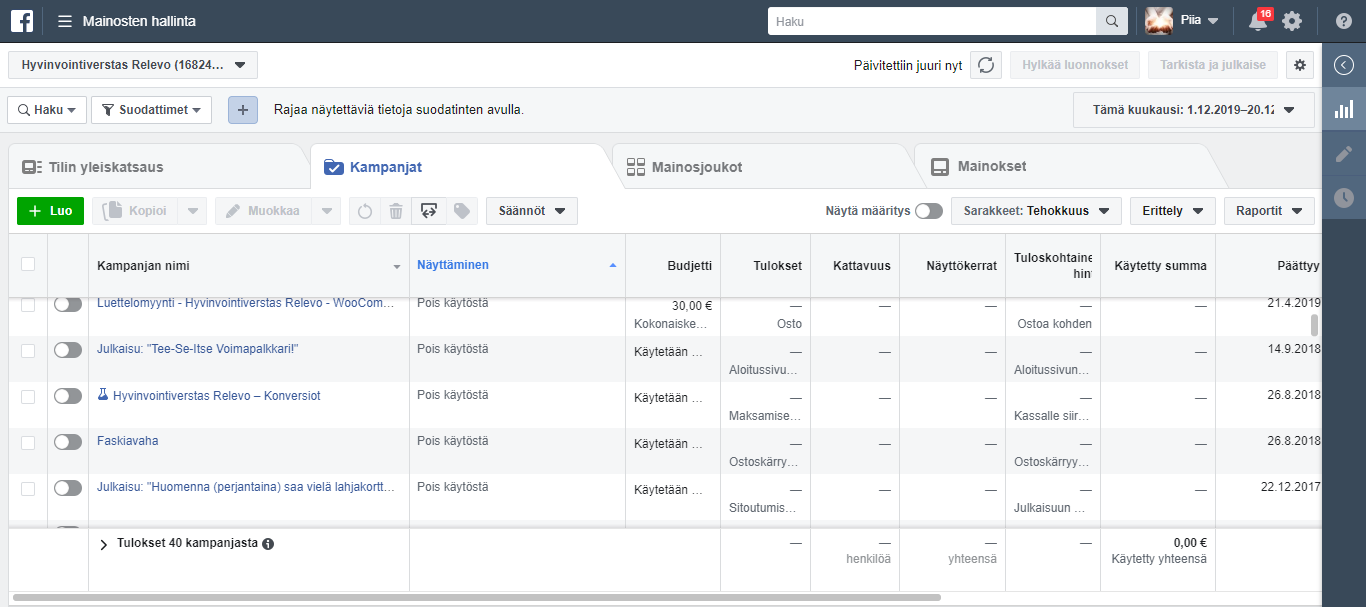 Mainosten hallinta
Haku
Piia
16
Hyvinvointiverstas Relevo (16824...
Päivitettiin juuri nyt
Hylkää luonnokset
Tarkista ja julkaise
Haku
Suodattimet
Rajaa näytettäviä tietoja suodatinten avulla.
Tämä kuukausi: 1.12.2019–20.12
Tilin yleiskatsaus
Kampanjat
Mainosjoukot
Mainokset
+ Luo
Kopioi
Muokkaa
Säännöt
Näytä määritys
Sarakkeet: Tehokkuus
Erittely
Raportit
Kampanjan nimi
Näyttäminen
Budjetti
Tulokset
Kattavuus
Näyttökerrat
Tuloskohtaine
hin
Käytetty summa
Päättyy
Luettelomyynti - Hyvinvointiverstas Relevo - WooCom...
Pois käytöstä
30,00 €
Kokonaiske...
—
Osto
—
—
—
Ostoa kohden
—
21.4.2019
Julkaisu: "Tee-Se-Itse Voimapalkkari!"
Pois käytöstä
Käytetään ...
—
Aloitussivu...
—
—
—
Aloitussivun...
—
14.9.2018
Hyvinvointiverstas Relevo – Konversiot
Pois käytöstä
Käytetään ...
—
Maksamise...
—
—
—
Kassalle siir...
—
26.8.2018
Faskiavaha
Pois käytöstä
Käytetään ...
—
Ostoskärry...
—
—
—
Ostoskärryy...
—
26.8.2018
Julkaisu: "Huomenna (perjantaina) saa vielä lahjakortt...
Pois käytöstä
Käytetään ...
—
Sitoutumis...
—
—
—
Julkaisuun ...
—
22.12.2017
Tulokset 40 kampanjasta
—
—
henkilöä
—
yhteensä
—
0,00 €
Käytetty yhteensä